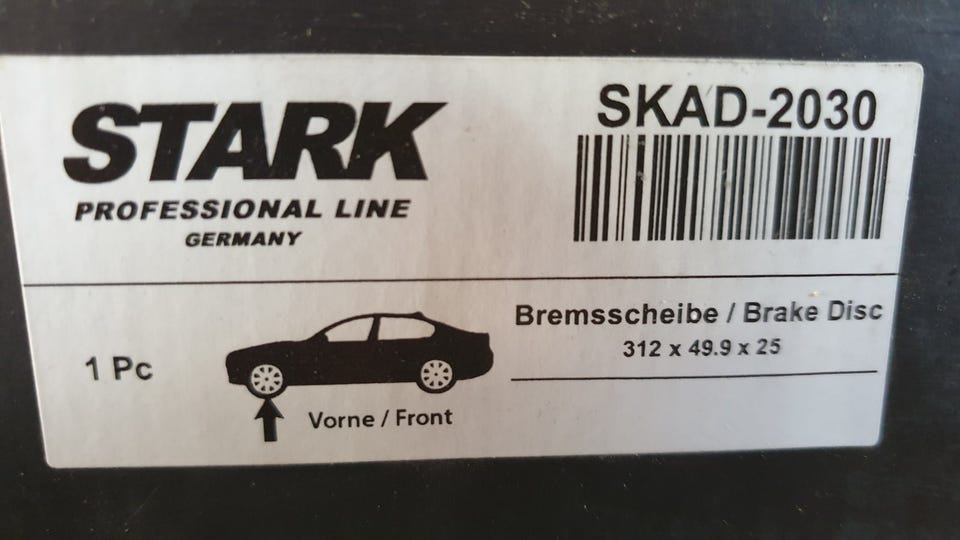 STARK
PROFESSIONAL LINE
GERMANY
SKAD-2030
1 Pc
Vorne / Front
Bremsscheibe / Brake Disc
312 x 49.9 x 25